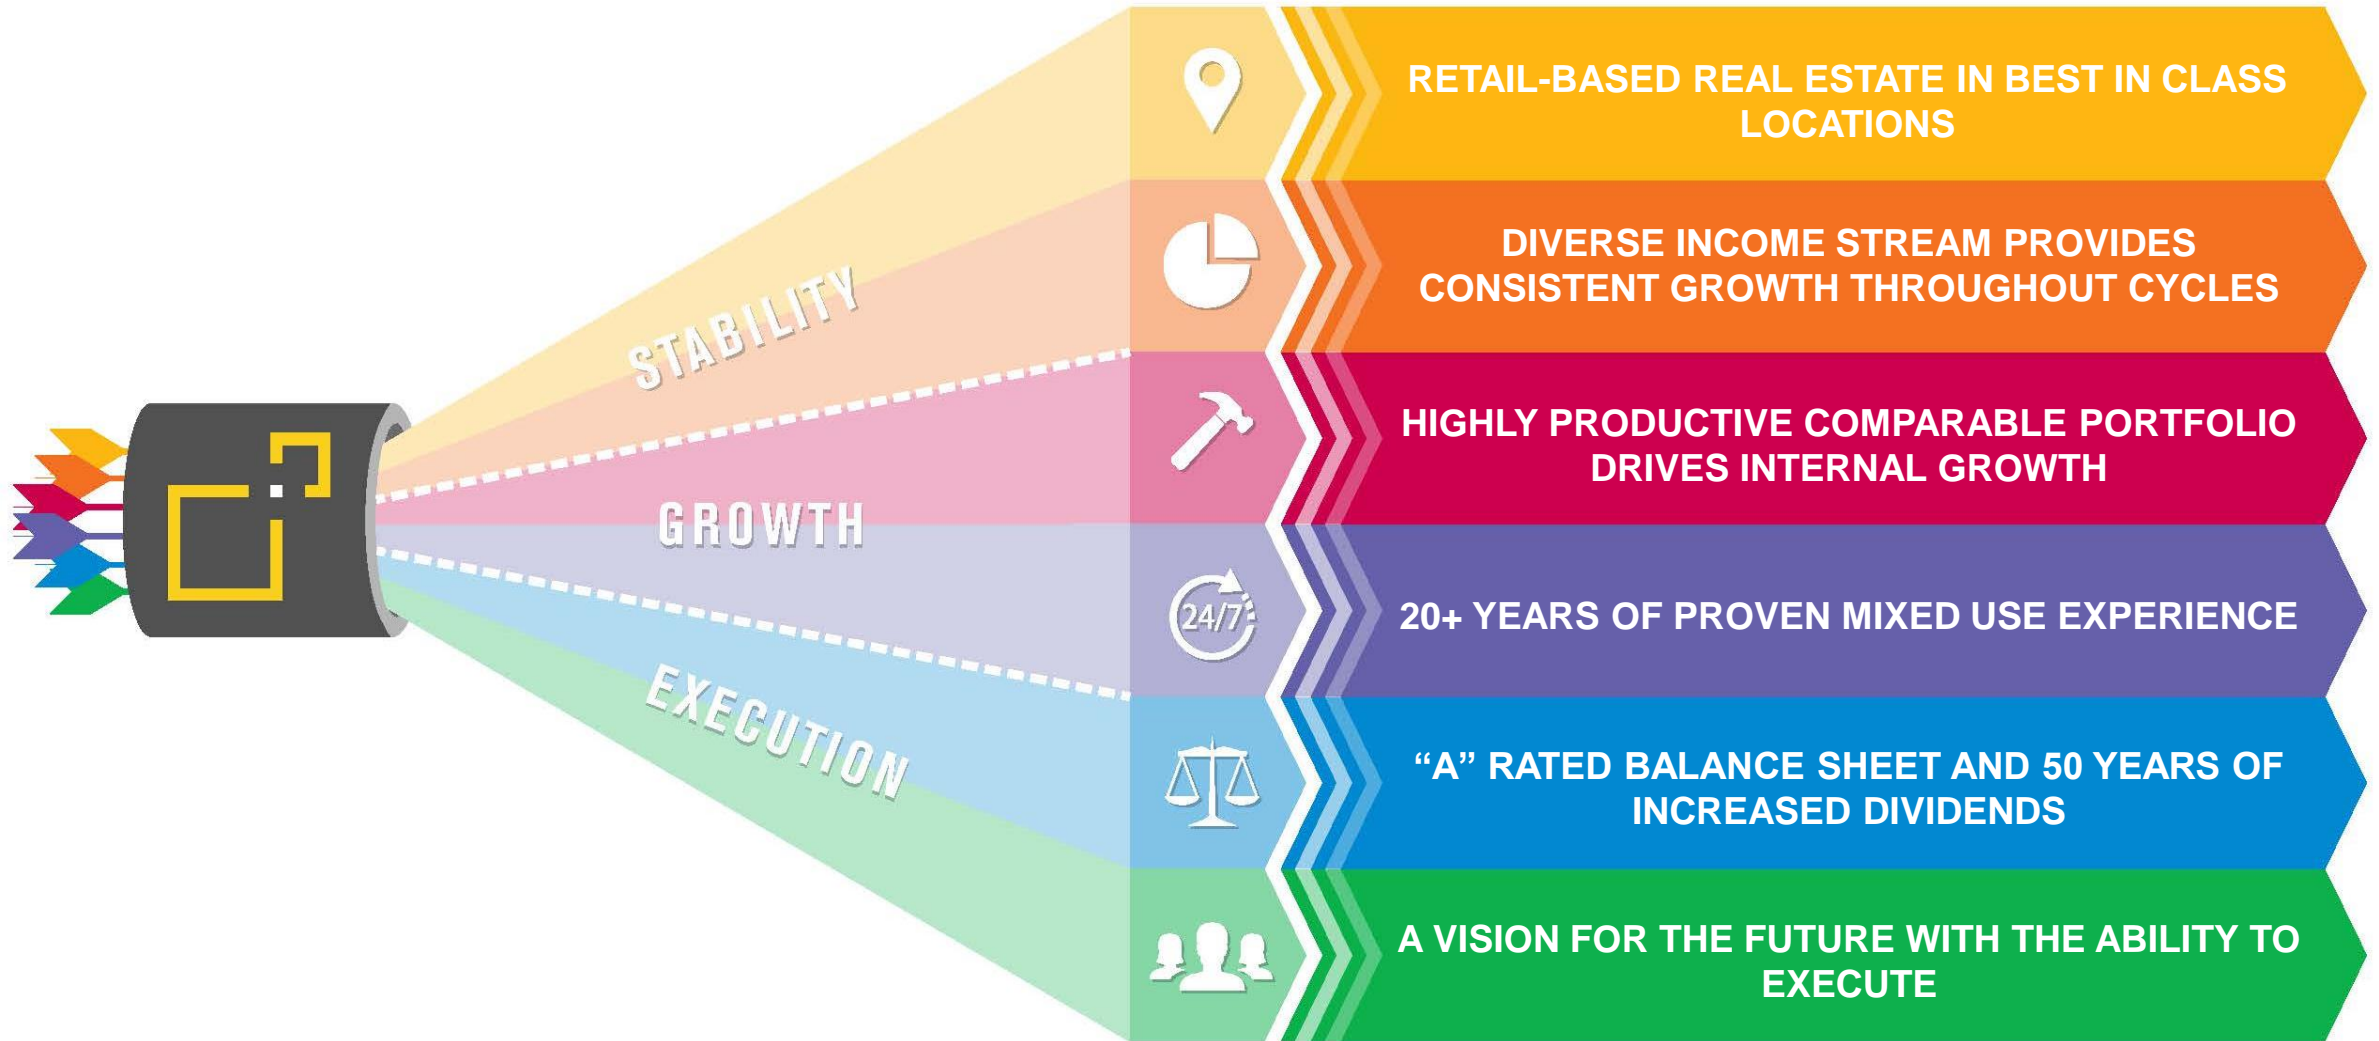 RETAIL-BASED REAL ESTATE IN BEST IN CLASS
LOCATIONS
DIVERSE INCOME STREAM PROVIDES
CONSISTENT GROWTH THROUGHOUT CYCLES
STABILITY
HIGHLY PRODUCTIVE COMPARABLE PORTFOLIO
DRIVES INTERNAL GROWTH
GROWTH
24/7
20+ YEARS OF PROVEN MIXED USE EXPERIENCE
EXECUTION
“A” RATED BALANCE SHEET AND 50 YEARS OF
INCREASED DIVIDENDS
A VISION FOR THE FUTURE WITH THE ABILITY TO
EXECUTE